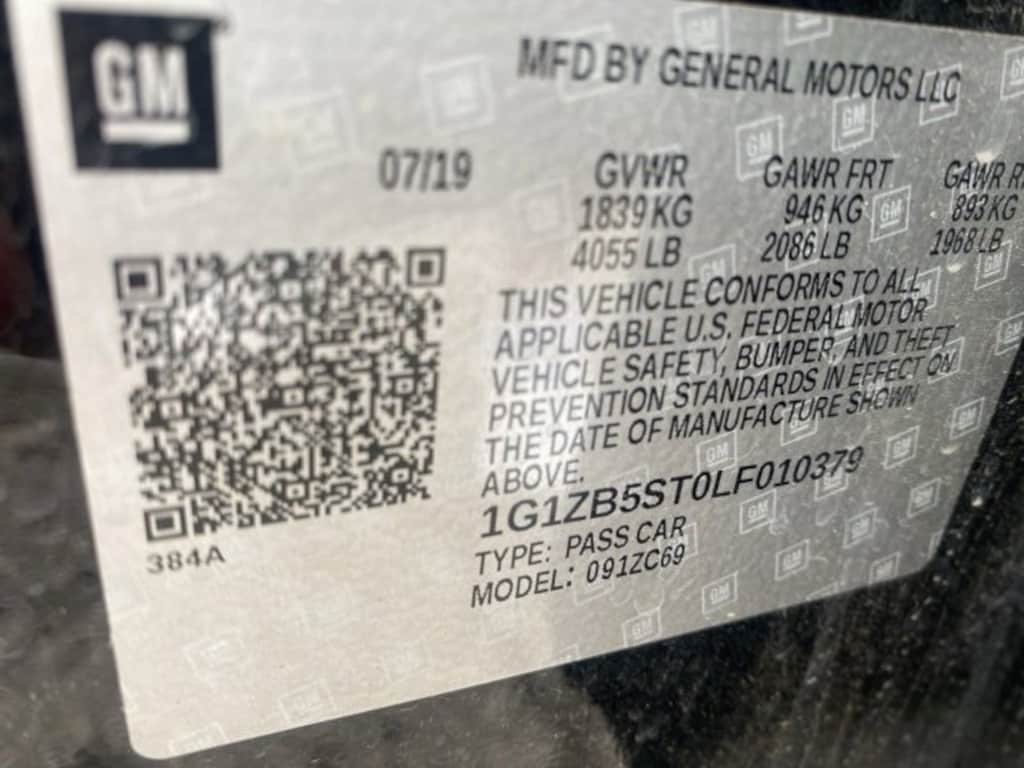 GM
MFD BY GENERAL MOTORS LLC
07/19 GVWR GAWR FRT GAWR
1839 KG 946 KG 893 KG
4055 LB 2086 LB 1968 LB
THIS VEHICLE CONFORMS TO ALL
APPLICABLE U.S. FEDERAL MOTOR
VEHICLE SAFETY, BUMPER, AND THEFT
PREVENTION STANDARDS IN EFFECT ON
THE DATE OF MANUFACTURE SHOWN
ABOVE.
1G1ZB5ST0LF010379
TYPE: PASS CAR
MODEL: 091ZC69
384A